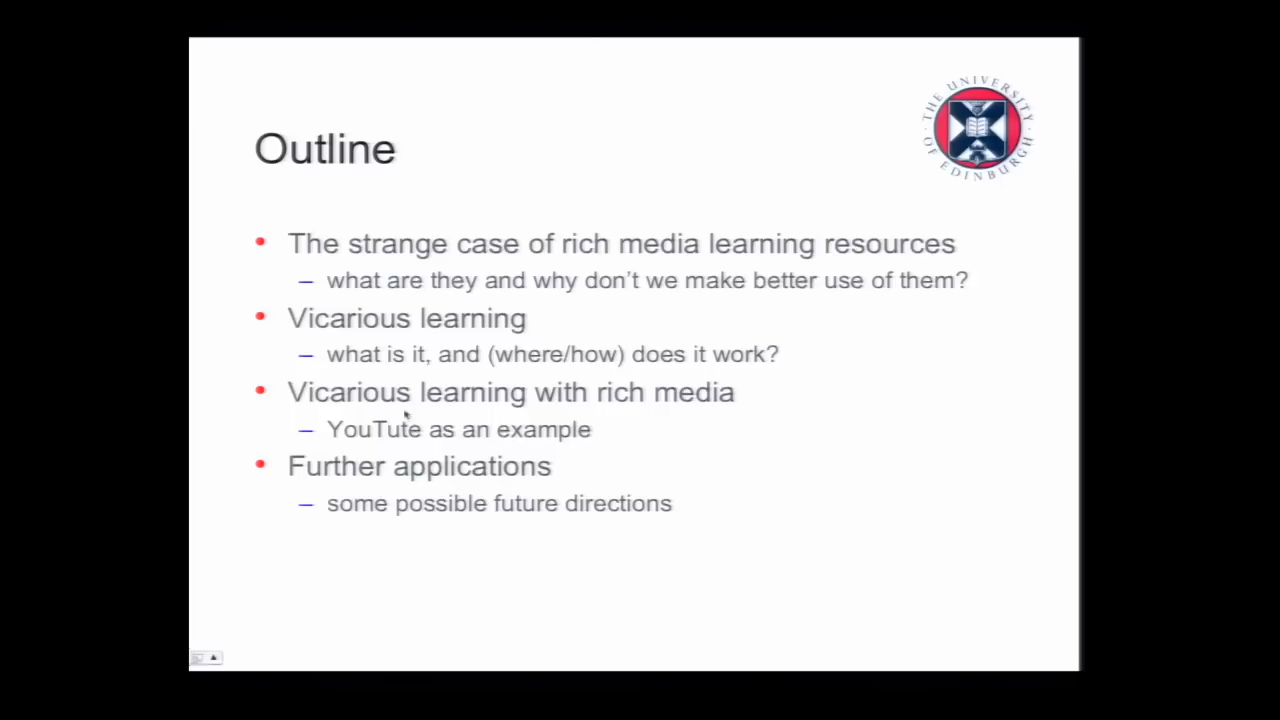 THE UNIVERSITY OF EDINBURGH
Outline
• The strange case of rich media learning resources
– what are they and why don't we make better use of them?
• Vicarious learning
– what is it, and (where/how) does it work?
• Vicarious learning with rich media
– YouTute as an example
• Further applications
– some possible future directions